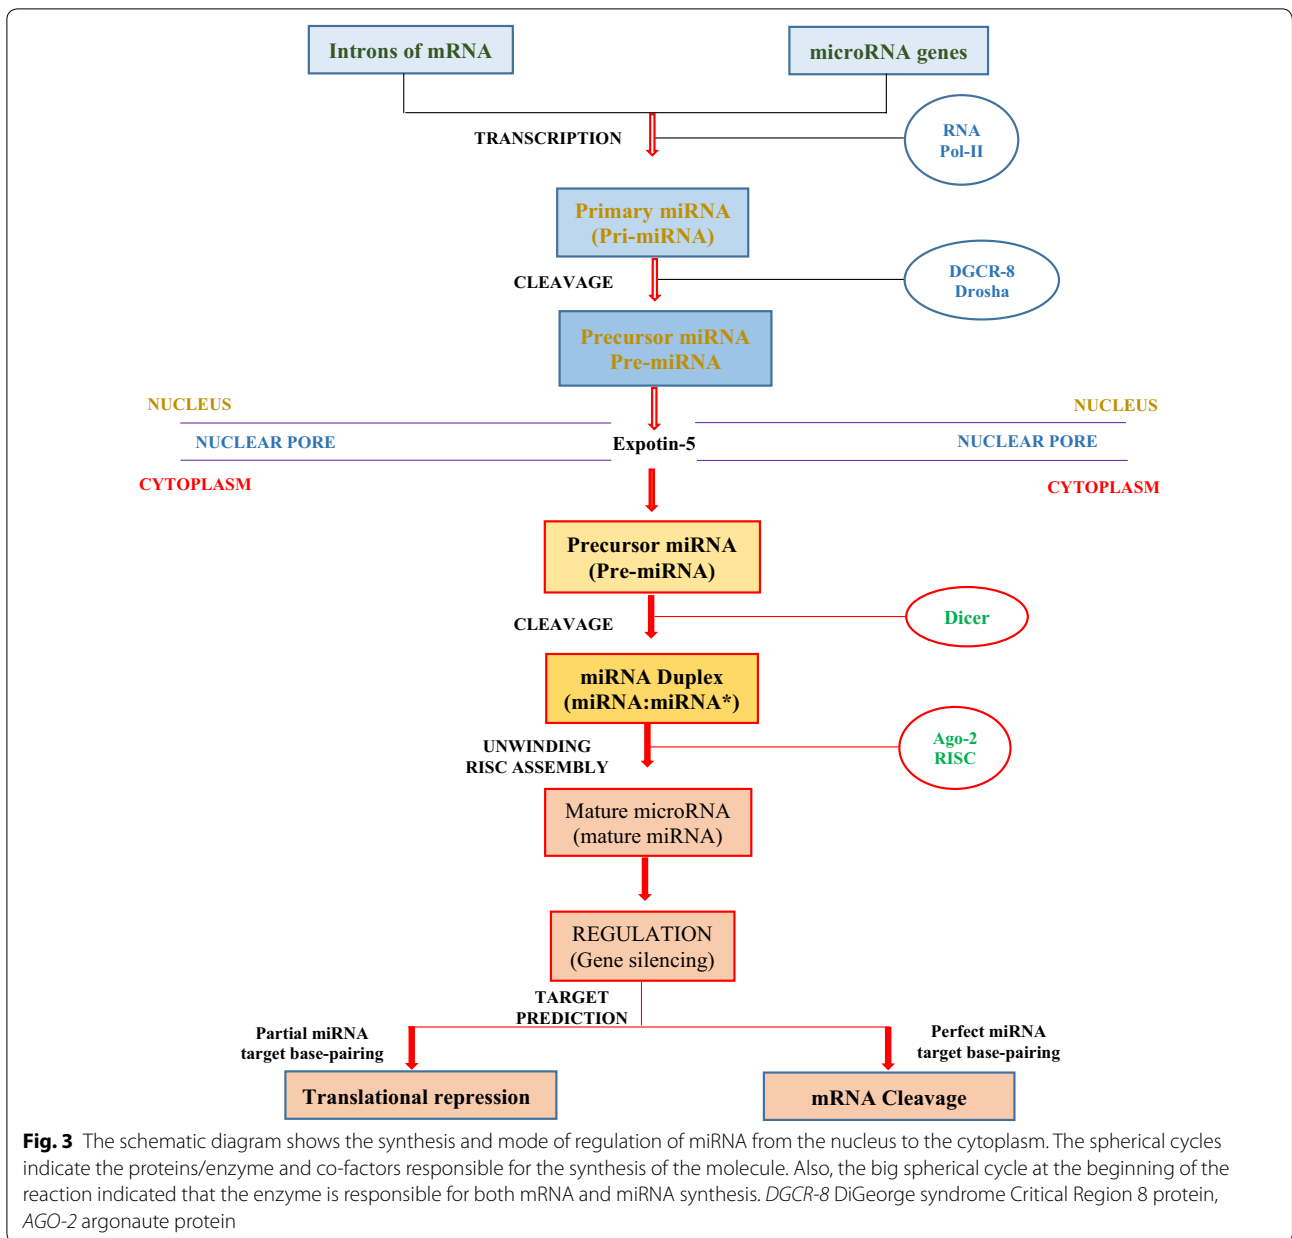 Introns of mRNA
microRNA genes
TRANSCRIPTION
RNA
Pol-II
Primary miRNA
(Pri-miRNA)
CLEAVAGE
DGCR-8
Drosha
Precursor miRNA
Pre-miRNA
NUCLEUS
NUCLEUS
NUCLEAR PORE
Expotin-5
NUCLEAR PORE
CYTOPLASM
CYTOPLASM
Precursor miRNA
(Pre-miRNA)
CLEAVAGE
Dicer
miRNA Duplex
(miRNA:miRNA*)
UNWINDING
RISC ASSEMBLY
Ago-2
RISC
Mature microRNA
(mature miRNA)
REGULATION
(Gene silencing)
TARGET
PREDICTION
Partial miRNA
target base-pairing
Perfect miRNA
target base-pairing
Translational repression
mRNA Cleavage
Fig. 3 The schematic diagram shows the synthesis and mode of regulation of miRNA from the nucleus to the cytoplasm. The spherical cycles
indicate the proteins/enzyme and co-factors responsible for the synthesis of the molecule. Also, the big spherical cycle at the beginning of the
reaction indicated that the enzyme is responsible for both mRNA and miRNA synthesis. DGCR-8 DiGeorge syndrome Critical Region 8 protein,
AGO-2 argonaute protein